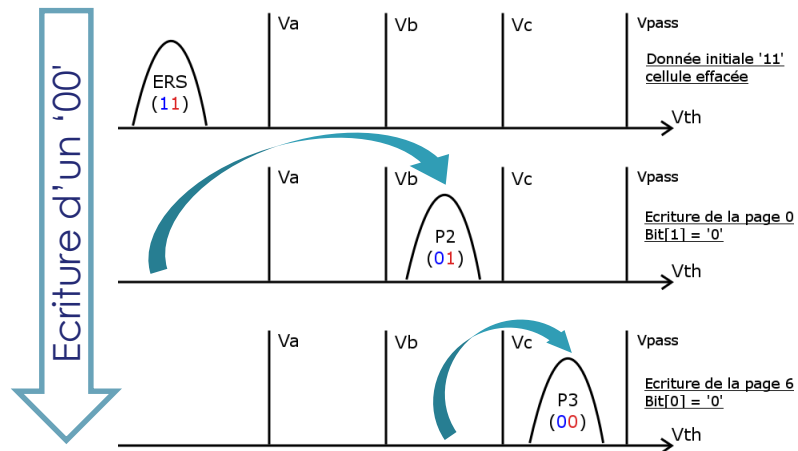 Ecriture d'un '00'
Va
Vb
Vc
Vpass
ERS
(11)
Donnée initiale '11'
cellule effacée
Vth
Va
Vb
Vc
Vpass
P2
(01)
Ecriture de la page 0
Bit[1] = '0'
Vth
Va
Vb
Vc
Vpass
P3
(00)
Ecriture de la page 6
Bit[0] = '0'
Vth